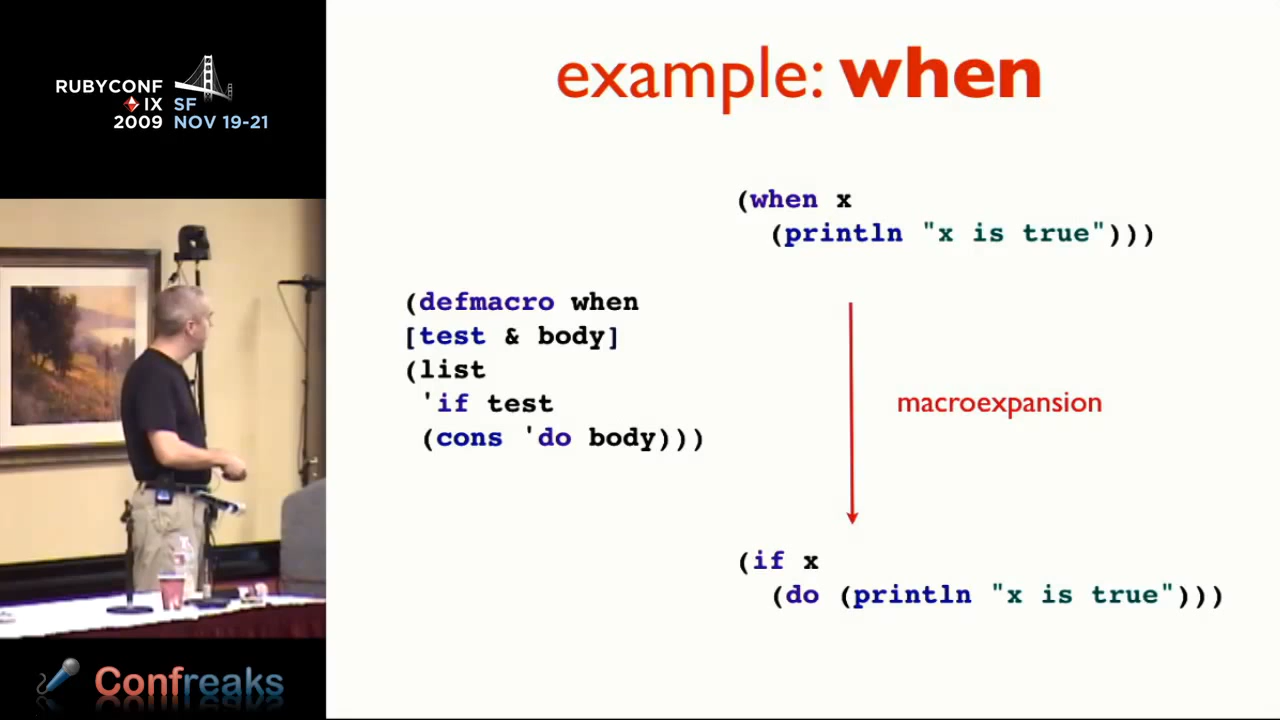 RUBYCONF
IX SF
2009 NOV 19-21
example: when
(when x
(println "x is true")))
(defmacro when
[test & body]
(list
'if test
(cons 'do body)))
macroexpansion
(if x
(do (println "x is true")))
Confreaks